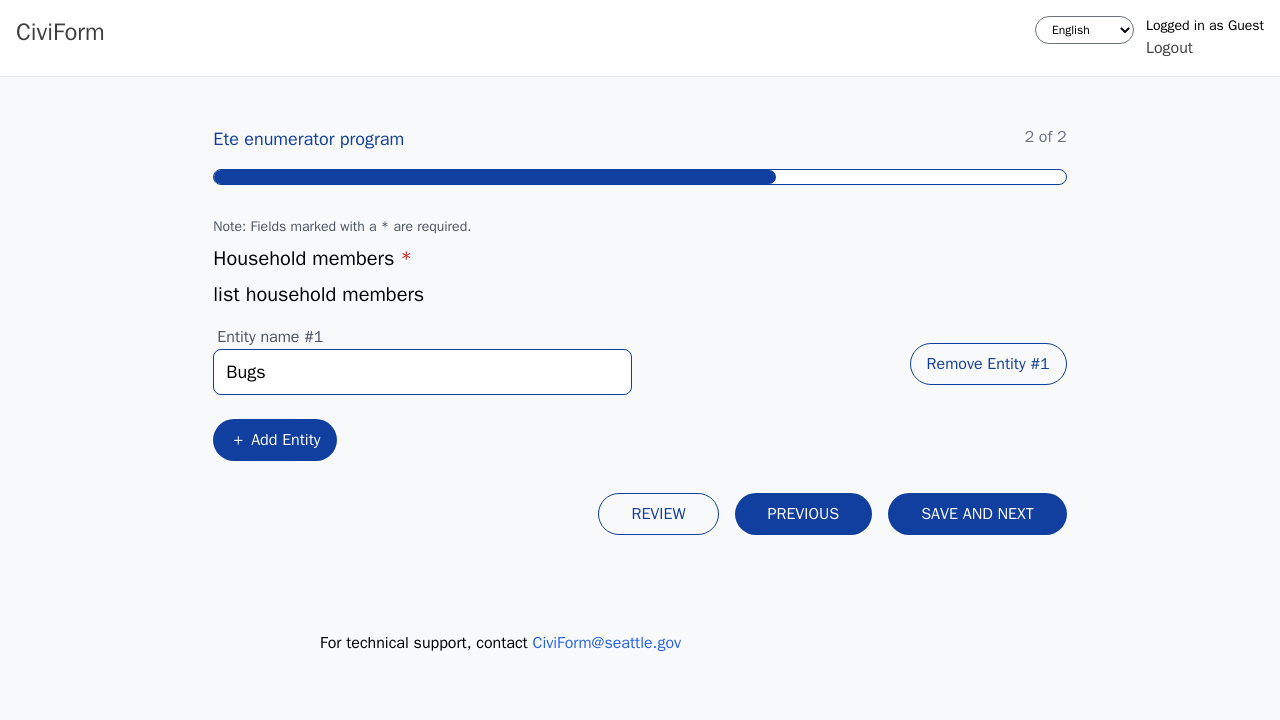 CiviForm
English
Logged in as Guest
Logout
Ete enumerator program
2 of 2
Note: Fields marked with a * are required.
Household members *
list household members
Entity name #1
Bugs
Remove Entity #1
+ Add Entity
REVIEW
PREVIOUS
SAVE AND NEXT
For technical support, contact CiviForm@seattle.gov